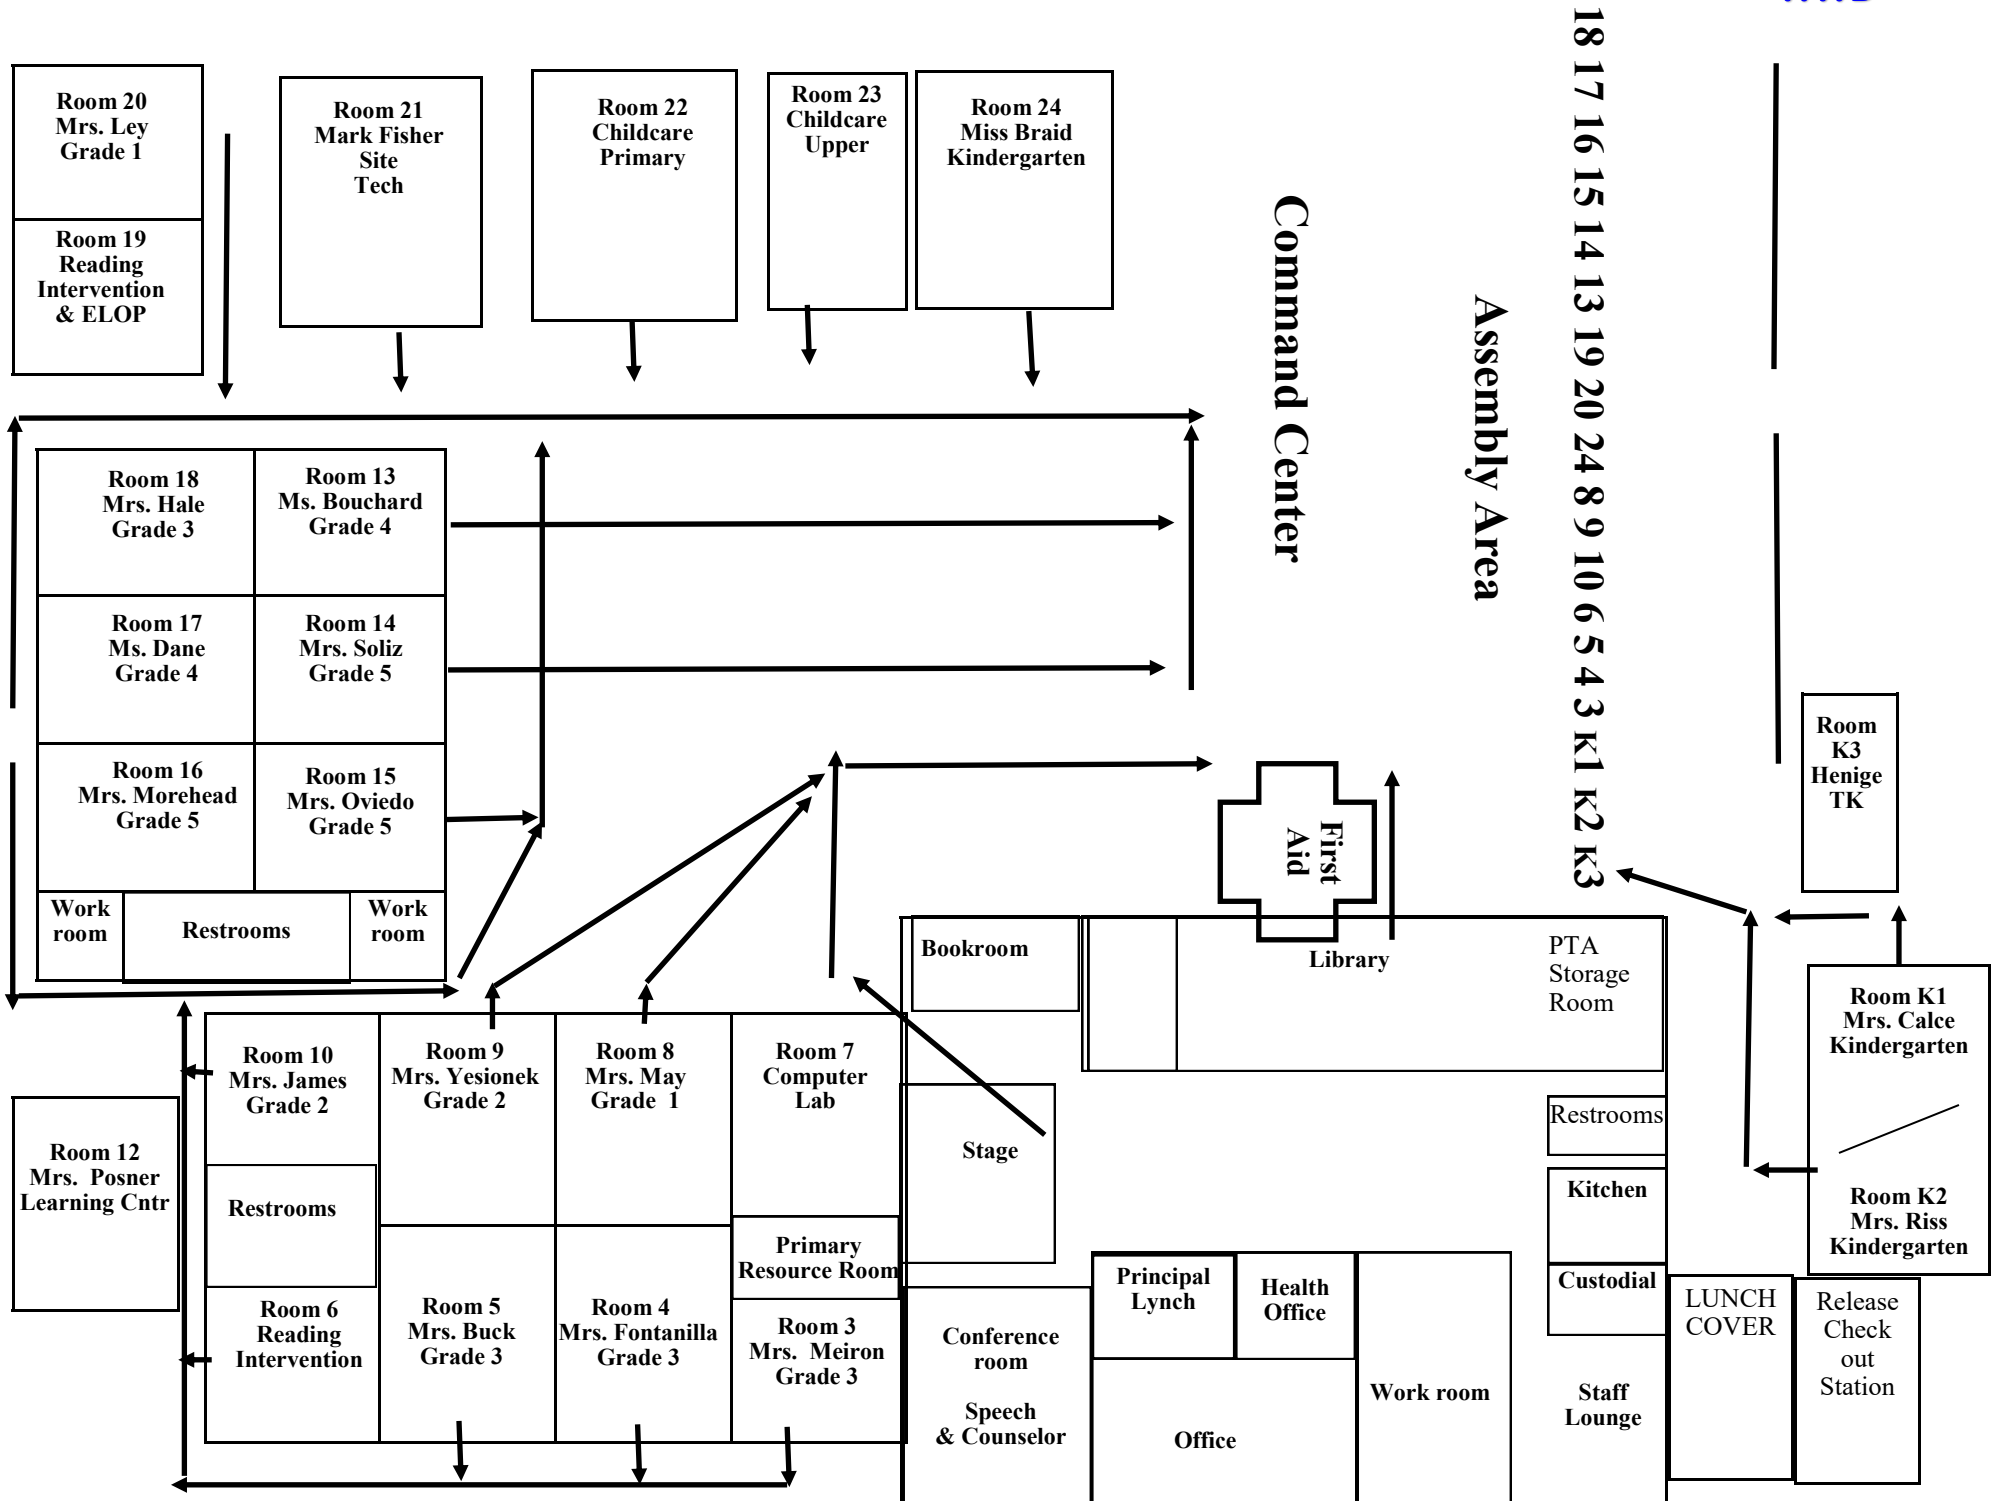 Room 20
Mrs. Ley
Grade 1
Room 19
Reading
Intervention
& ELOP
Room 21
Mark Fisher
Site
Tech
Room 22
Childcare
Primary
Room 23
Childcare
Upper
Room 24
Miss Braid
Kindergarten
Command Center
Assembly Area
18 17 16 15 14 13 19 20 24 8 9 10 6 5 4 3 K1 K2 K3
Room 18
Mrs. Hale
Grade 3
Room 13
Ms. Bouchard
Grade 4
Room 17
Ms. Dane
Grade 4
Room 14
Mrs. Soliz
Grade 5
Room 16
Mrs. Morehead
Grade 5
Room 15
Mrs. Oviedo
Grade 5
Work
room
Restrooms
Work
room
Room
K3
Henige
TK
First
Aid
Bookroom
Library
PTA
Storage
Room
Room K1
Mrs. Calce
Kindergarten
Room K2
Mrs. Riss
Kindergarten
Room 10
Mrs. James
Grade 2
Room 9
Mrs. Yesionek
Grade 2
Room 8
Mrs. May
Grade 1
Room 7
Computer
Lab
Room 12
Mrs. Posner
Learning Cntr
Restrooms
Stage
Restrooms
Kitchen
Custodial
Primary
Resource Room
Room 6
Reading
Intervention
Room 5
Mrs. Buck
Grade 3
Room 4
Mrs. Fontanilla
Grade 3
Room 3
Mrs. Meiron
Grade 3
Conference
room
Speech
& Counselor
Principal
Lynch
Health
Office
Office
Work room
Staff
Lounge
LUNCH
COVER
Release
Check
out
Station